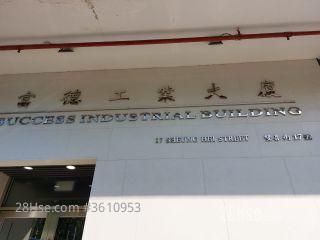 富德工業大廈
SUCCESS INDUSTRIAL BUILDING
17 SHEUNG HEI STREET 雙喜街17號
28Hse.com #3610953
28Hse